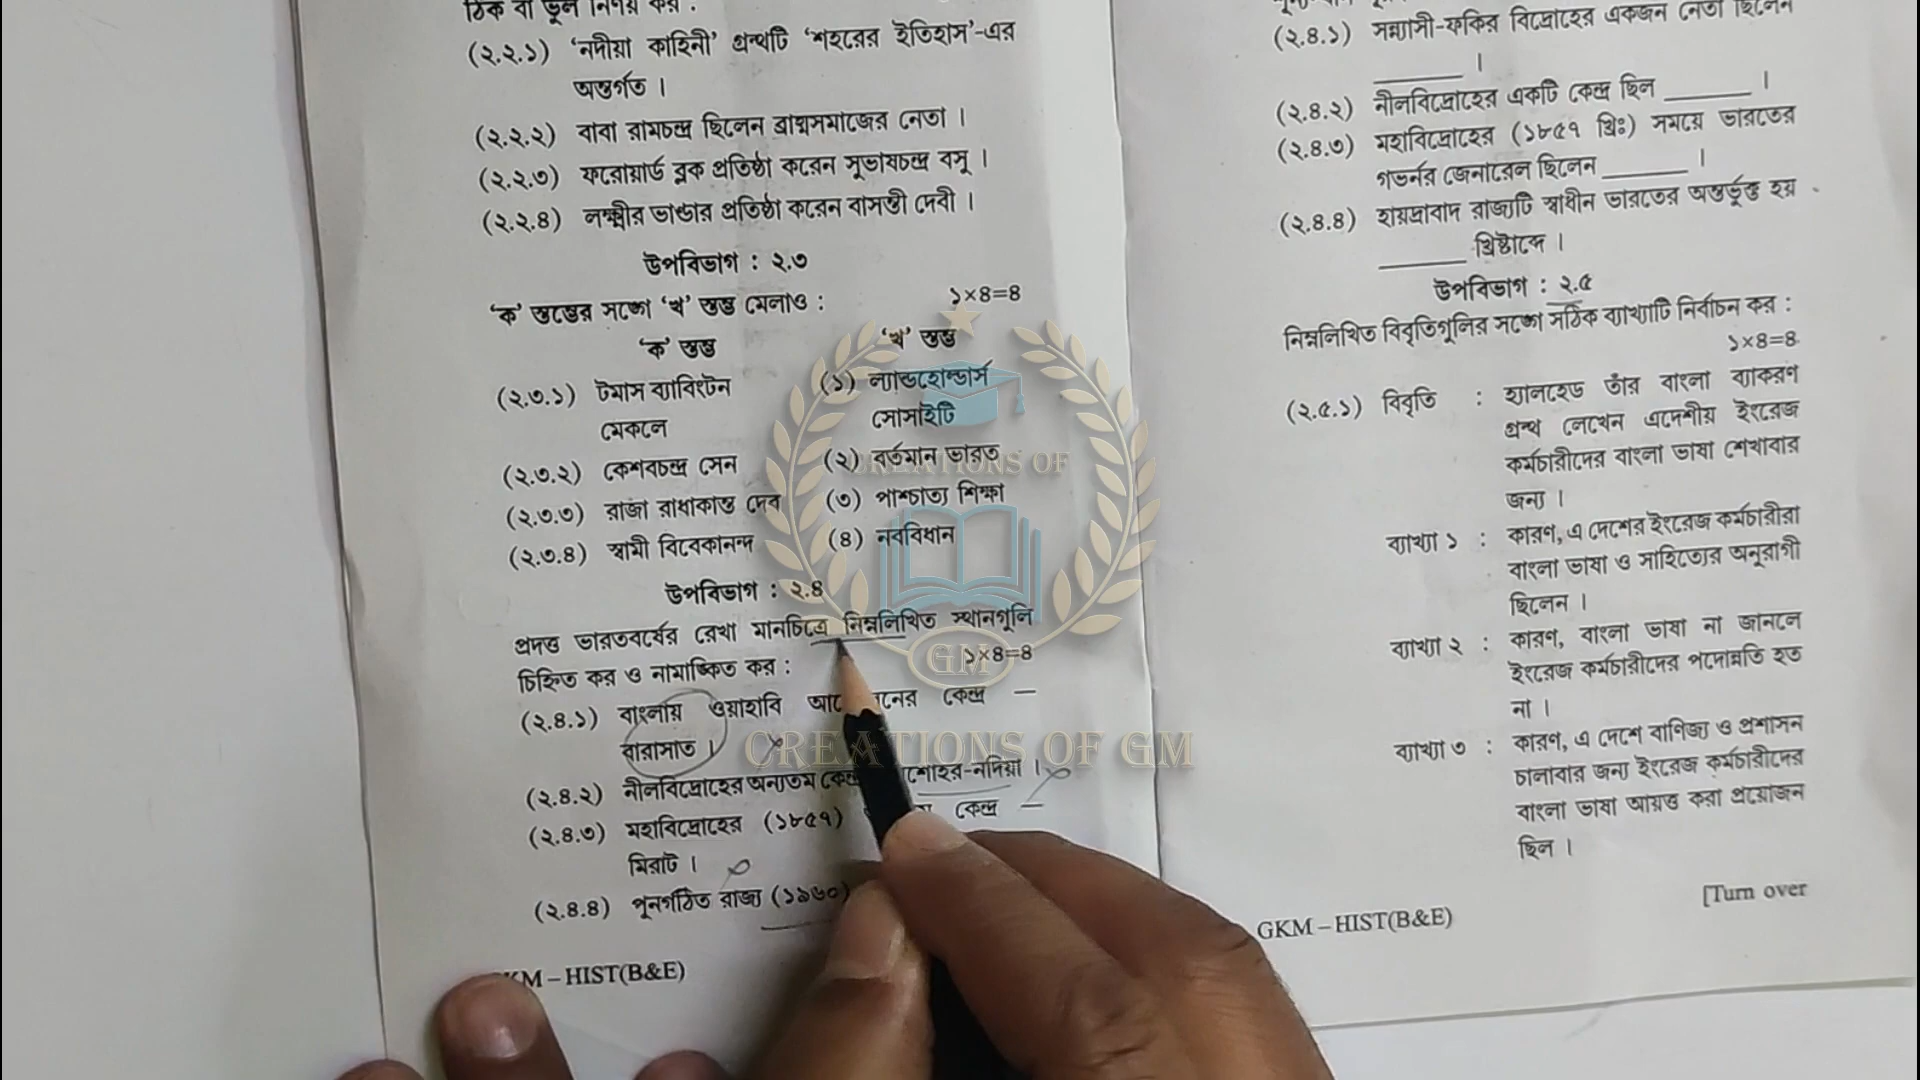 ঠিক বা ভুল নির্ণয় কর :
(২.২.১) ‘নদীয়া কাহিনী’ গ্রন্থটি ‘শহরের ইতিহাস’-এর
অন্তর্গত ।
(২.২.২) বাবা রামচন্দ্র ছিলেন ব্রাহ্মসমাজের নেতা ।
(২.২.৩) ফরোয়ার্ড ব্লক প্রতিষ্ঠা করেন সুভাষচন্দ্র বসু ।
(২.২.৪) লক্ষ্মীর ভাণ্ডার প্রতিষ্ঠা করেন বাসন্তী দেবী ।
উপবিভাগ : ২.৩
‘ক’ স্তম্ভের সঙ্গে ‘খ’ স্তম্ভ মেলাও : ১×৪=৪
‘ক’ স্তম্ভ ‘খ’ স্তম্ভ
(২.৩.১) টমাস ব্যাবিংটন (১) ল্যান্ডহোল্ডার্স
মেকলে সোসাইটি
(২.৩.২) কেশবচন্দ্র সেন (২) বর্তমান ভারত
(২.৩.৩) রাজা রাধাকান্ত দেব (৩) পাশ্চাত্য শিক্ষা
(২.৩.৪) স্বামী বিবেকানন্দ (৪) নববিধান
উপবিভাগ : ২.৪
প্রদত্ত ভারতবর্ষের রেখা মানচিত্রে নিম্নলিখিত স্থানগুলি
চিহ্নিত কর ও নামাঙ্কিত কর : ১×৪=৪
(২.৪.১) বাংলায় ওয়াহাবি কেন্দ্র —
বারাসাত ।
(২.৪.২) নীলবিদ্রোহের অন্যতম নদিয়া ।
(২.৪.৩) মহাবিদ্রোহের (১৮৫৭) কেন্দ্র —
মিরাট ।
(২.৪.৪) পুনর্গঠিত রাজ্য (১৯৬০)
HIST(B&E)
(২.৪.১) সন্ন্যাসী-ফকির বিদ্রোহের একজন নেতা ছিলেন
________ ।
(২.৪.২) নীলবিদ্রোহের একটি কেন্দ্র ছিল ________ ।
(২.৪.৩) মহাবিদ্রোহের (১৮৫৭ খ্রিঃ) সময়ে ভারতের
গভর্নর জেনারেল ছিলেন ________ ।
(২.৪.৪) হায়দ্রাবাদ রাজ্যটি স্বাধীন ভারতের অন্তর্ভুক্ত হয়
________ খ্রিষ্টাব্দে ।
উপবিভাগ : ২.৫
নিম্নলিখিত বিবৃতিগুলির সঙ্গে সঠিক ব্যাখ্যাটি নির্বাচন কর :
১×৪=৪
(২.৫.১) বিবৃতি : হ্যালহেড তাঁর বাংলা ব্যাকরণ
গ্রন্থ লেখেন এদেশীয় ইংরেজ
কর্মচারীদের বাংলা ভাষা শেখাবার
জন্য ।
ব্যাখ্যা ১ : কারণ, এ দেশের ইংরেজ কর্মচারীরা
বাংলা ভাষা ও সাহিত্যের অনুরাগী
ছিলেন ।
ব্যাখ্যা ২ : কারণ, বাংলা ভাষা না জানলে
ইংরেজ কর্মচারীদের পদোন্নতি হত
না ।
ব্যাখ্যা ৩ : কারণ, এ দেশে বাণিজ্য ও প্রশাসন
চালাবার জন্য ইংরেজ কর্মচারীদের
বাংলা ভাষা আয়ত্ত করা প্রয়োজন
ছিল ।
[Turn over
GKM – HIST(B&E)
CREATIONS OF
GM
CREATIONS OF GM